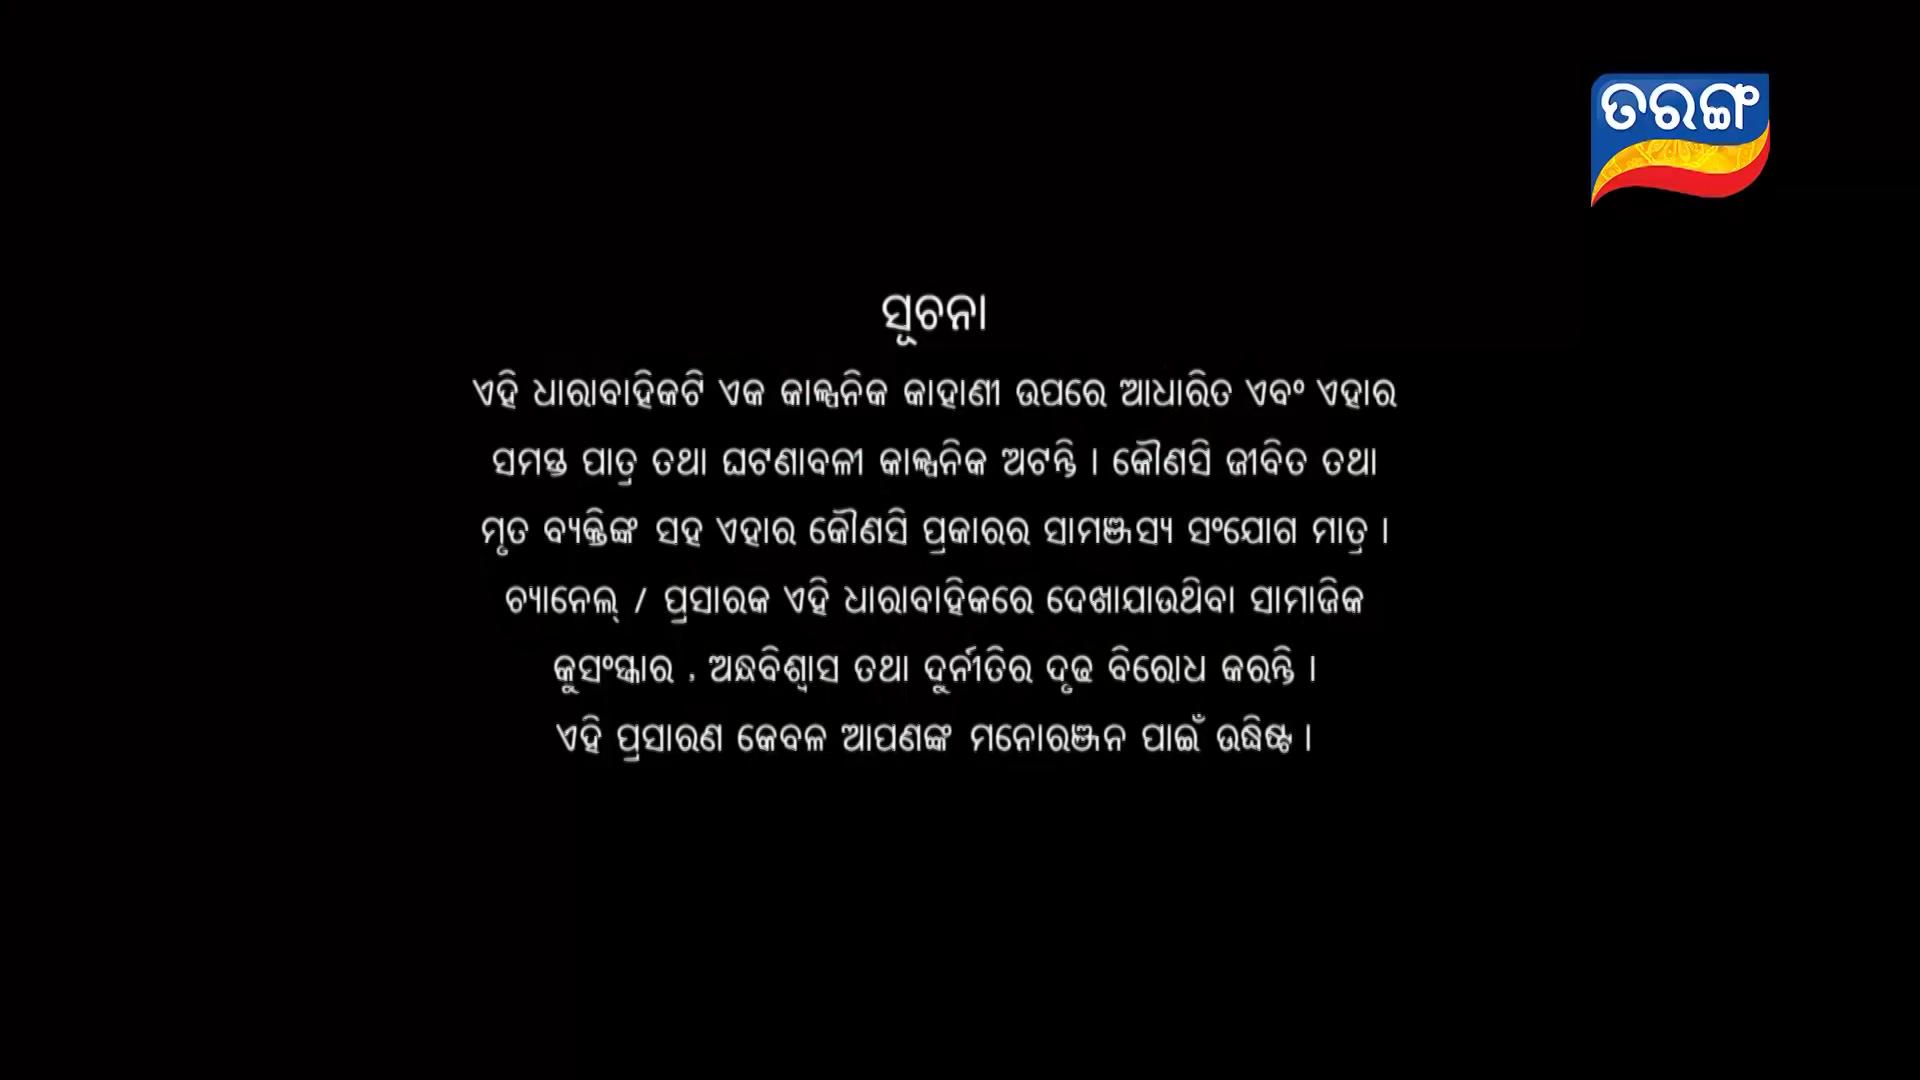 ତରଙ୍ଗ
ସୂଚନା
ଏହି ଧାରାବାହିକଟି ଏକ କାଳ୍ପନିକ କାହାଣୀ ଉପରେ ଆଧାରିତ ଏବଂ ଏହାର
ସମସ୍ତ ପାତ୍ର ତଥା ଘଟଣାବଳୀ କାଳ୍ପନିକ ଅଟନ୍ତି । କୌଣସି ଜୀବିତ ତଥା
ମୃତ ବ୍ୟକ୍ତିଙ୍କ ସହ ଏହାର କୌଣସି ପ୍ରକାରର ସାମଞ୍ଜସ୍ୟ ସଂଯୋଗ ମାତ୍ର ।
ଚ୍ୟାନେଲ୍ / ପ୍ରସାରକ ଏହି ଧାରାବାହିକରେ ଦେଖାଯାଉଥିବା ସାମାଜିକ
କୁସଂସ୍କାର , ଅନ୍ଧବିଶ୍ୱାସ ତଥା ଦୁର୍ନୀତିର ଦୃଢ ବିରୋଧ କରନ୍ତି ।
ଏହି ପ୍ରସାରଣ କେବଳ ଆପଣଙ୍କ ମନୋରଞ୍ଜନ ପାଇଁ ଉଦ୍ଧିଷ୍ଟ ।